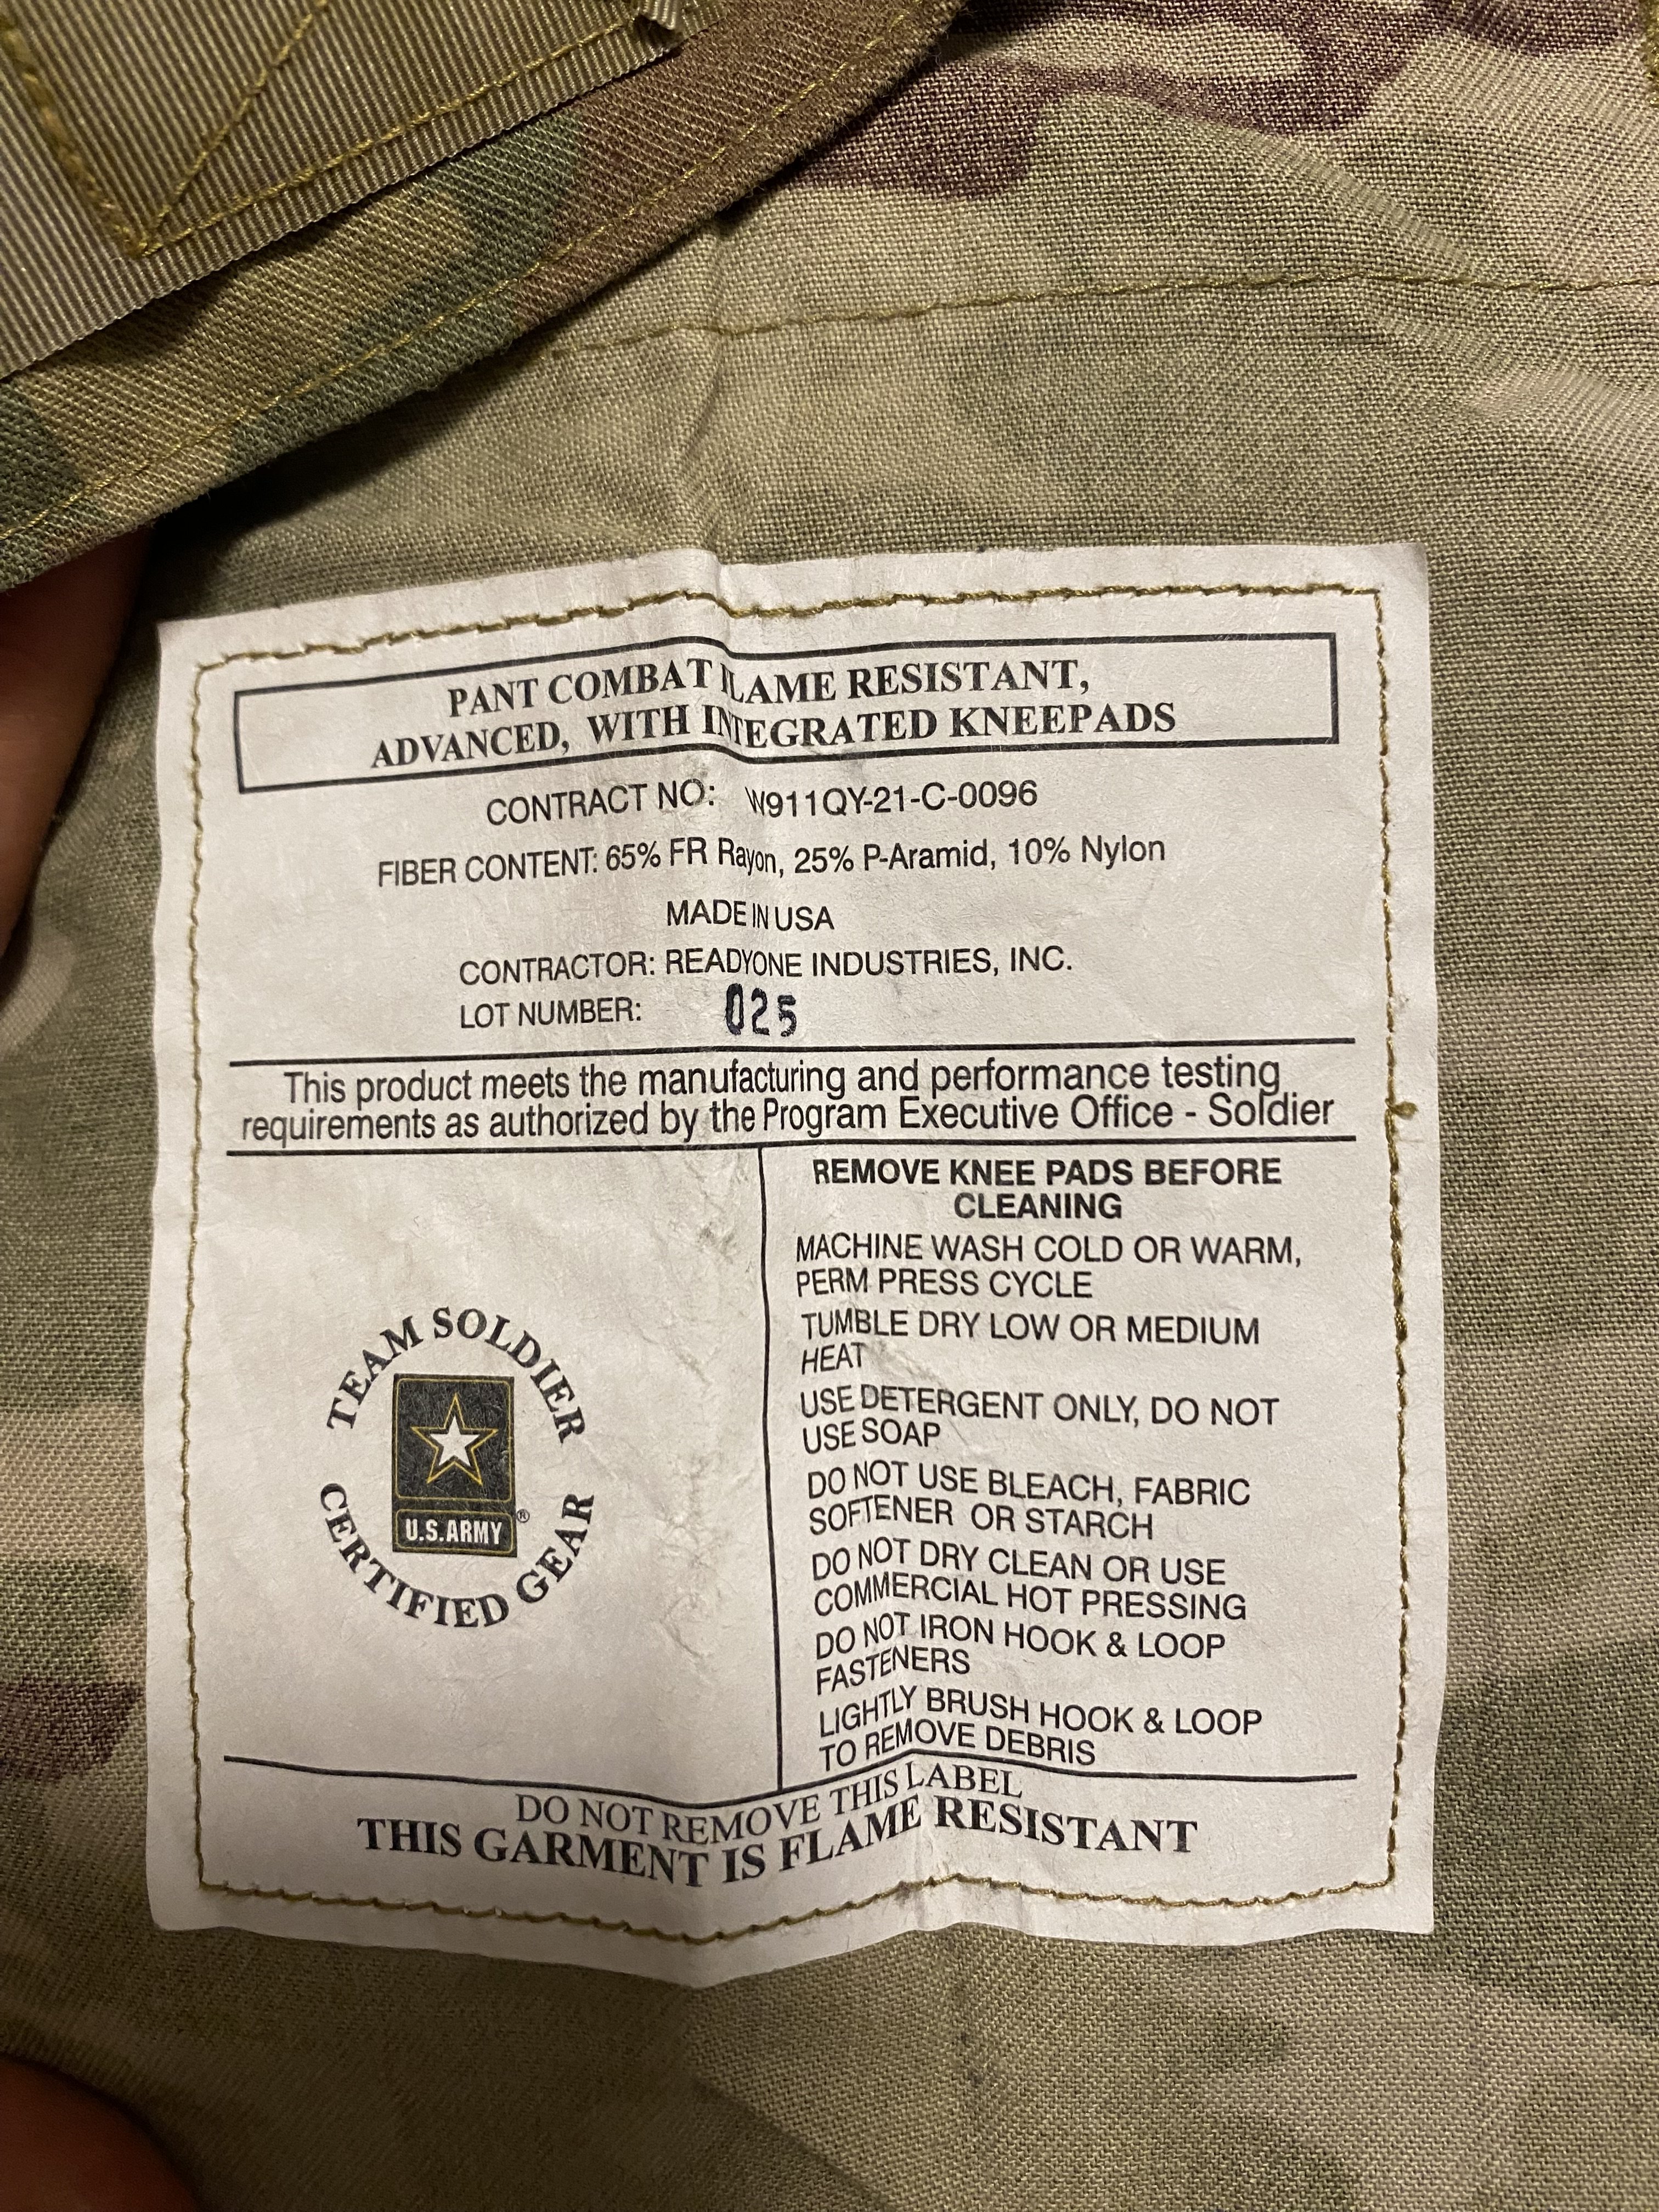 PANT COMBAT FLAME RESISTANT,
ADVANCED, WITH INTEGRATED KNEEPADS
CONTRACT NO: W911QY-21-C-0096
FIBER CONTENT: 65% FR Rayon, 25% P-Aramid, 10% Nylon
MADE IN USA
CONTRACTOR: READYONE INDUSTRIES, INC.
LOT NUMBER: 025
This product meets the manufacturing and performance testing
requirements as authorized by the Program Executive Office - Soldier
TEAM SOLDIER
U.S.ARMY ®
CERTIFIED GEAR
REMOVE KNEE PADS BEFORE
CLEANING
MACHINE WASH COLD OR WARM,
PERM PRESS CYCLE
TUMBLE DRY LOW OR MEDIUM
HEAT
USE DETERGENT ONLY, DO NOT
USE SOAP
DO NOT USE BLEACH, FABRIC
SOFTENER OR STARCH
DO NOT DRY CLEAN OR USE
COMMERCIAL HOT PRESSING
DO NOT IRON HOOK & LOOP
FASTENERS
LIGHTLY BRUSH HOOK & LOOP
TO REMOVE DEBRIS
DO NOT REMOVE THIS LABEL
THIS GARMENT IS FLAME RESISTANT